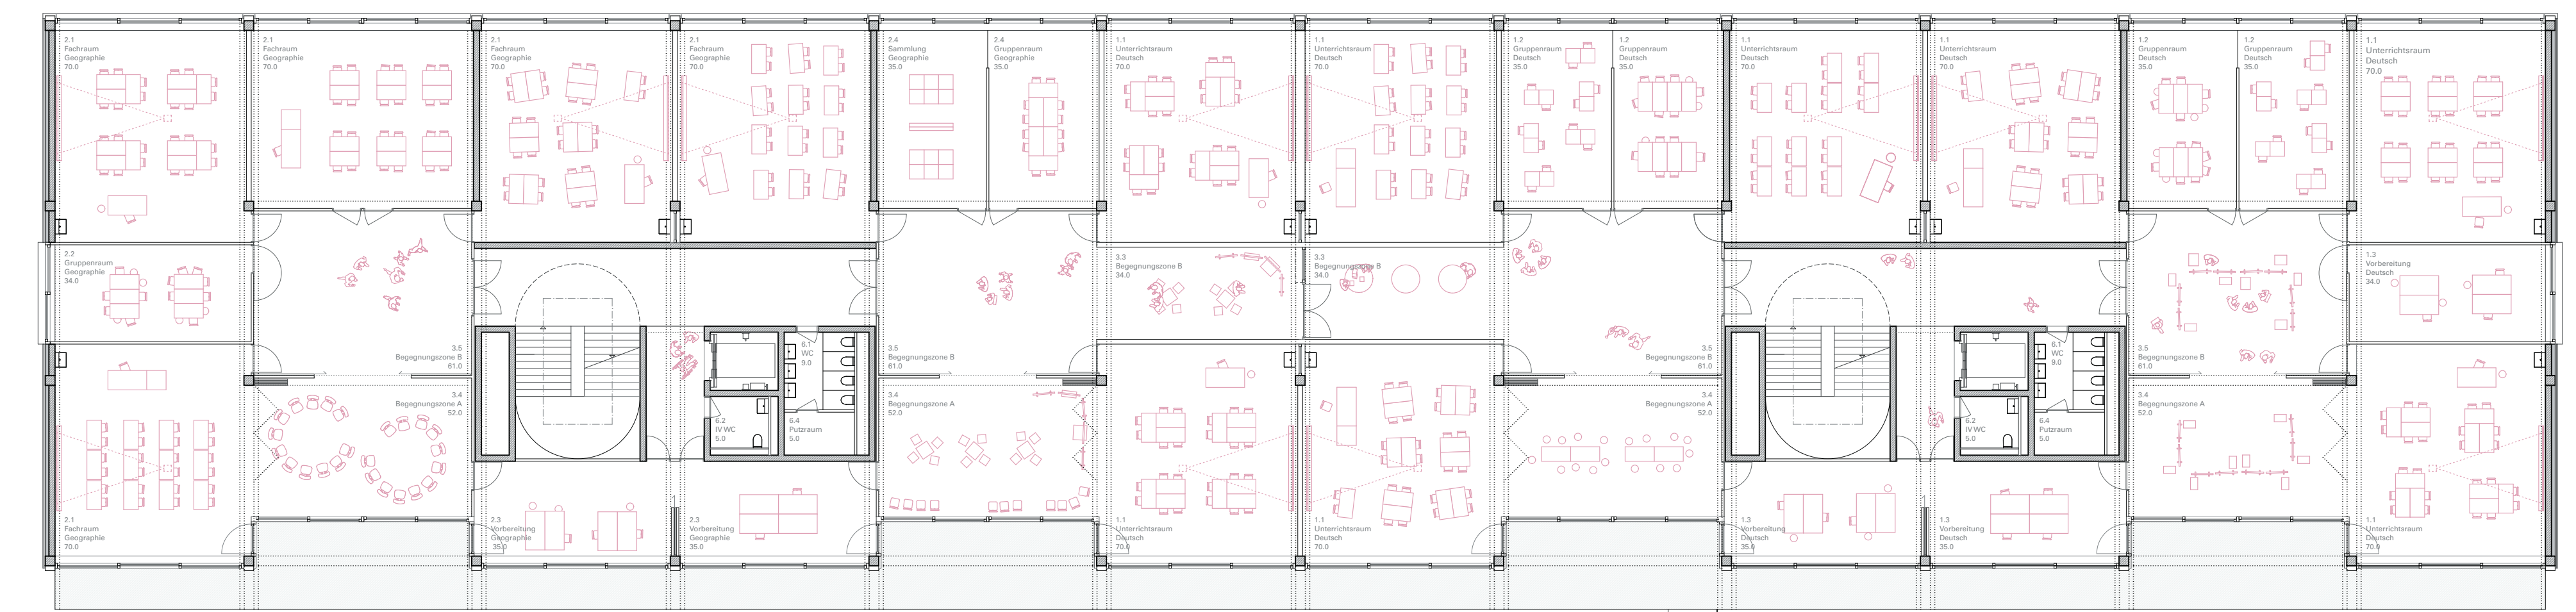 2.1
Fachraum
Geographie
70.0
2.1
Fachraum
Geographie
70.0
2.1
Fachraum
Geographie
70.0
2.1
Fachraum
Geographie
70.0
2.4
Sammlung
Geographie
35.0
2.4
Gruppenraum
Geographie
35.0
1.1
Unterrichtsraum
Deutsch
70.0
1.1
Unterrichtsraum
Deutsch
70.0
1.2
Gruppenraum
Deutsch
35.0
1.2
Gruppenraum
Deutsch
35.0
1.1
Unterrichtsraum
Deutsch
70.0
1.1
Unterrichtsraum
Deutsch
70.0
1.2
Gruppenraum
Deutsch
35.0
1.2
Gruppenraum
Deutsch
35.0
1.1
Unterrichtsraum
Deutsch
70.0
2.2
Gruppenraum
Geographie
34.0
3.3
Begegnungszone B
34.0
3.3
Begegnungszone B
34.0
1.3
Vorbereitung
Deutsch
34.0
3.5
Begegnungszone B
61.0
6.1
WC
9.0
3.5
Begegnungszone B
61.0
3.5
Begegnungszone B
61.0
6.1
WC
9.0
3.5
Begegnungszone B
61.0
3.4
Begegnungszone A
52.0
6.2
IV WC
5.0
6.4
Putzraum
5.0
3.4
Begegnungszone A
52.0
3.4
Begegnungszone A
52.0
6.2
IV WC
5.0
6.4
Putzraum
5.0
3.4
Begegnungszone A
52.0
2.1
Fachraum
Geographie
70.0
2.3
Vorbereitung
Geographie
35.0
2.3
Vorbereitung
Geographie
35.0
1.1
Unterrichtsraum
Deutsch
70.0
1.1
Unterrichtsraum
Deutsch
70.0
1.3
Vorbereitung
Deutsch
35.0
1.3
Vorbereitung
Deutsch
35.0
1.1
Unterrichtsraum
Deutsch
70.0